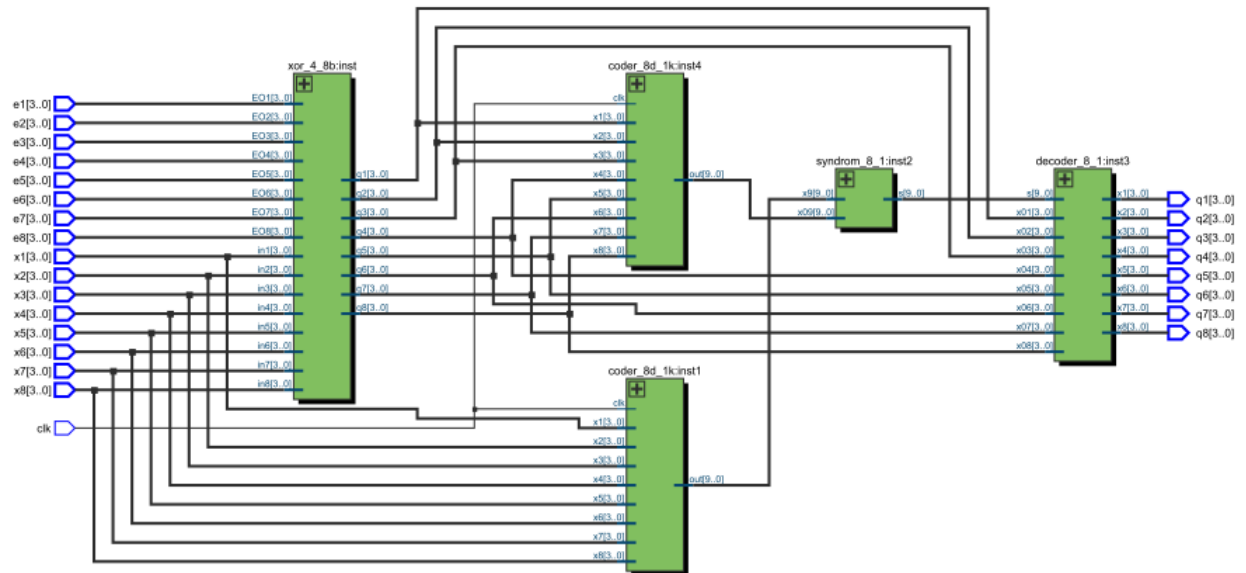 xor_4_8b:inst
e1[3..0]
e2[3..0]
e3[3..0]
e4[3..0]
e5[3..0]
e6[3..0]
e7[3..0]
e8[3..0]
x1[3..0]
x2[3..0]
x3[3..0]
x4[3..0]
x5[3..0]
x6[3..0]
x7[3..0]
x8[3..0]
clk
EO1[3..0]
EO2[3..0]
EO3[3..0]
EO4[3..0]
EO5[3..0]
EO6[3..0]
EO7[3..0]
EO8[3..0]
in1[3..0]
in2[3..0]
in3[3..0]
in4[3..0]
in5[3..0]
in6[3..0]
in7[3..0]
in8[3..0]
q1[3..0]
q2[3..0]
q3[3..0]
q4[3..0]
q5[3..0]
q6[3..0]
q7[3..0]
q8[3..0]
coder_8d_1k:inst4
clk
x1[3..0]
x2[3..0]
x3[3..0]
x4[3..0]
x5[3..0]
x6[3..0]
x7[3..0]
x8[3..0]
out[9..0]
coder_8d_1k:inst1
clk
x1[3..0]
x2[3..0]
x3[3..0]
x4[3..0]
x5[3..0]
x6[3..0]
x7[3..0]
x8[3..0]
out[9..0]
syndrom_8_1:inst2
x9[9..0]
x09[9..0]
s[9..0]
decoder_8_1:inst3
s[9..0]
x01[3..0]
x02[3..0]
x03[3..0]
x04[3..0]
x05[3..0]
x06[3..0]
x07[3..0]
x08[3..0]
x1[3..0]
x2[3..0]
x3[3..0]
x4[3..0]
x5[3..0]
x6[3..0]
x7[3..0]
x8[3..0]
q1[3..0]
q2[3..0]
q3[3..0]
q4[3..0]
q5[3..0]
q6[3..0]
q7[3..0]
q8[3..0]